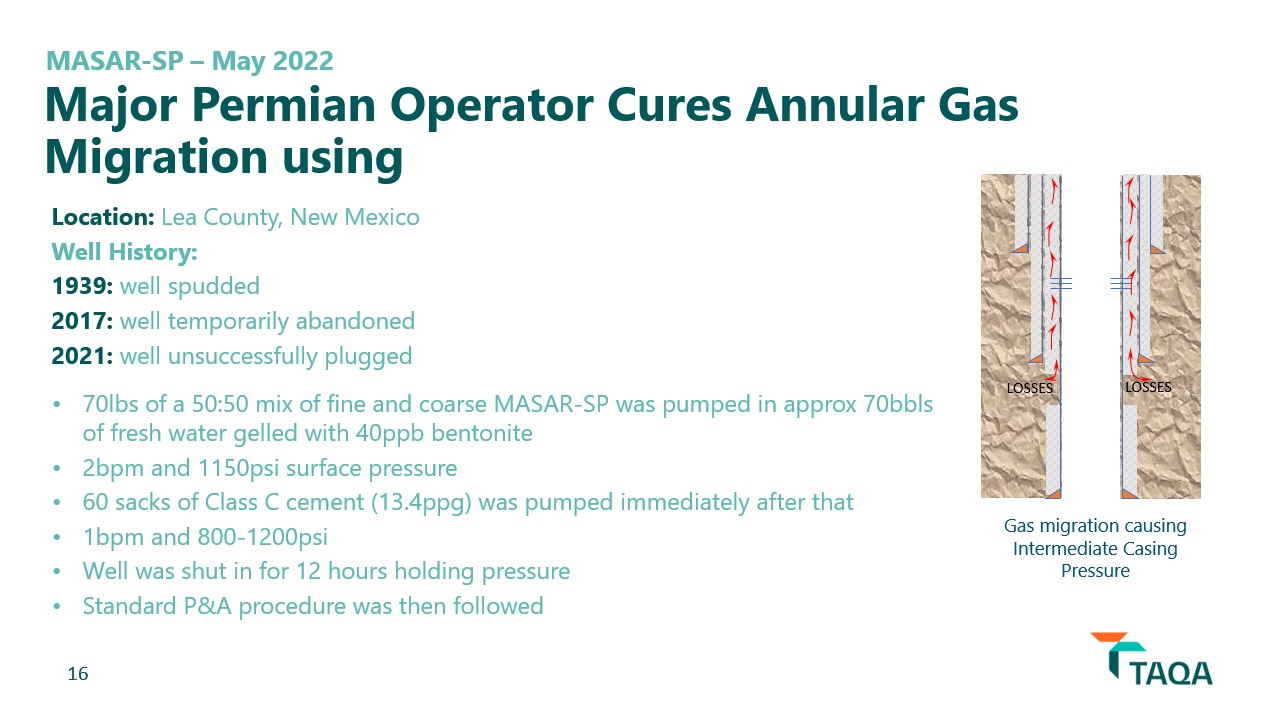 MASAR-SP – May 2022
Major Permian Operator Cures Annular Gas
Migration using
Location: Lea County, New Mexico
Well History:
1939: well spudded
2017: well temporarily abandoned
2021: well unsuccessfully plugged
• 70lbs of a 50:50 mix of fine and coarse MASAR-SP was pumped in approx 70bbls
of fresh water gelled with 40ppb bentonite
• 2bpm and 1150psi surface pressure
• 60 sacks of Class C cement (13.4ppg) was pumped immediately after that
• 1bpm and 800-1200psi
• Well was shut in for 12 hours holding pressure
• Standard P&A procedure was then followed
LOSSES
LOSSES
Gas migration causing
Intermediate Casing
Pressure
16
TAQA